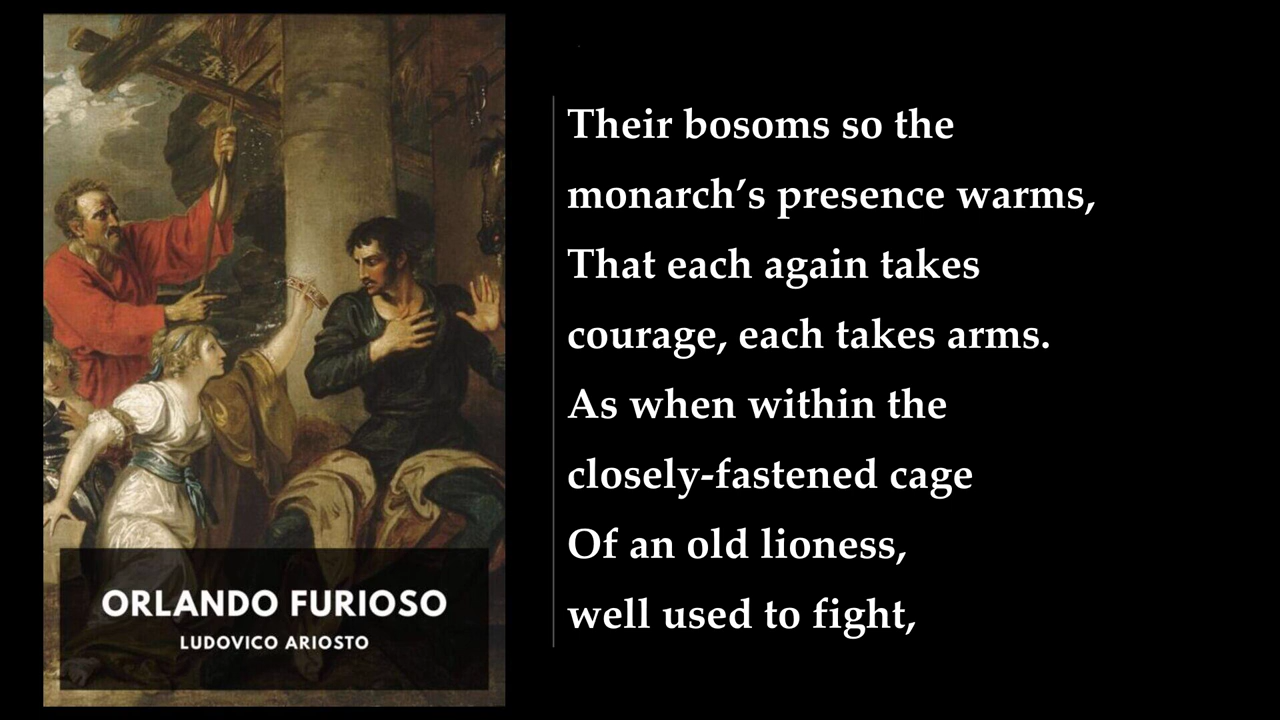 ORLANDO FURIOSO
LUDOVICO ARIOSTO
Their bosoms so the
monarch’s presence warms,
That each again takes
courage, each takes arms.
As when within the
closely-fastened cage
Of an old lioness,
well used to fight,